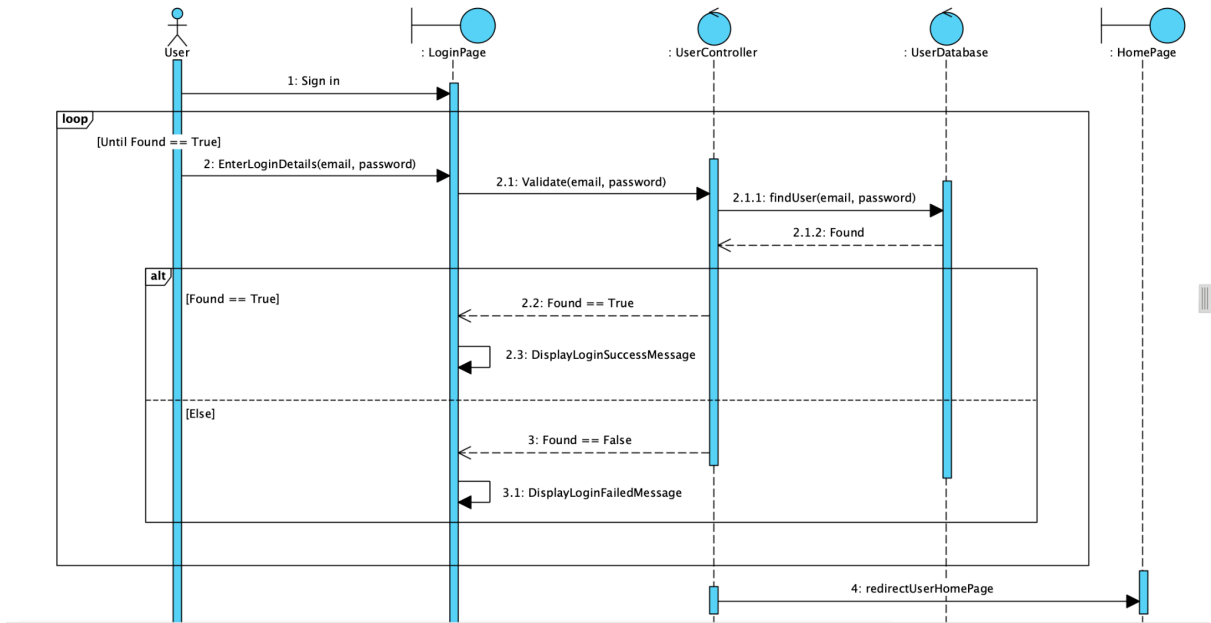 User
: LoginPage
: UserController
: UserDatabase
: HomePage
1: Sign in
loop
[Until Found == True]
2: EnterLoginDetails(email, password)
2.1: Validate(email, password)
2.1.1: findUser(email, password)
2.1.2: Found
alt
[Found == True]
2.2: Found == True
2.3: DisplayLoginSuccessMessage
[Else]
3: Found == False
3.1: DisplayLoginFailedMessage
4: redirectUserHomePage